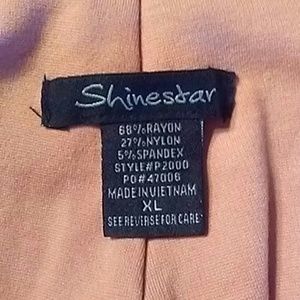 Shinestar
68%RAYON
27%NYLON
5%SPANDEX
STYLE#P2000
PO#47006
MADE IN VIETNAM
XL
SEE REVERSE FOR CARE